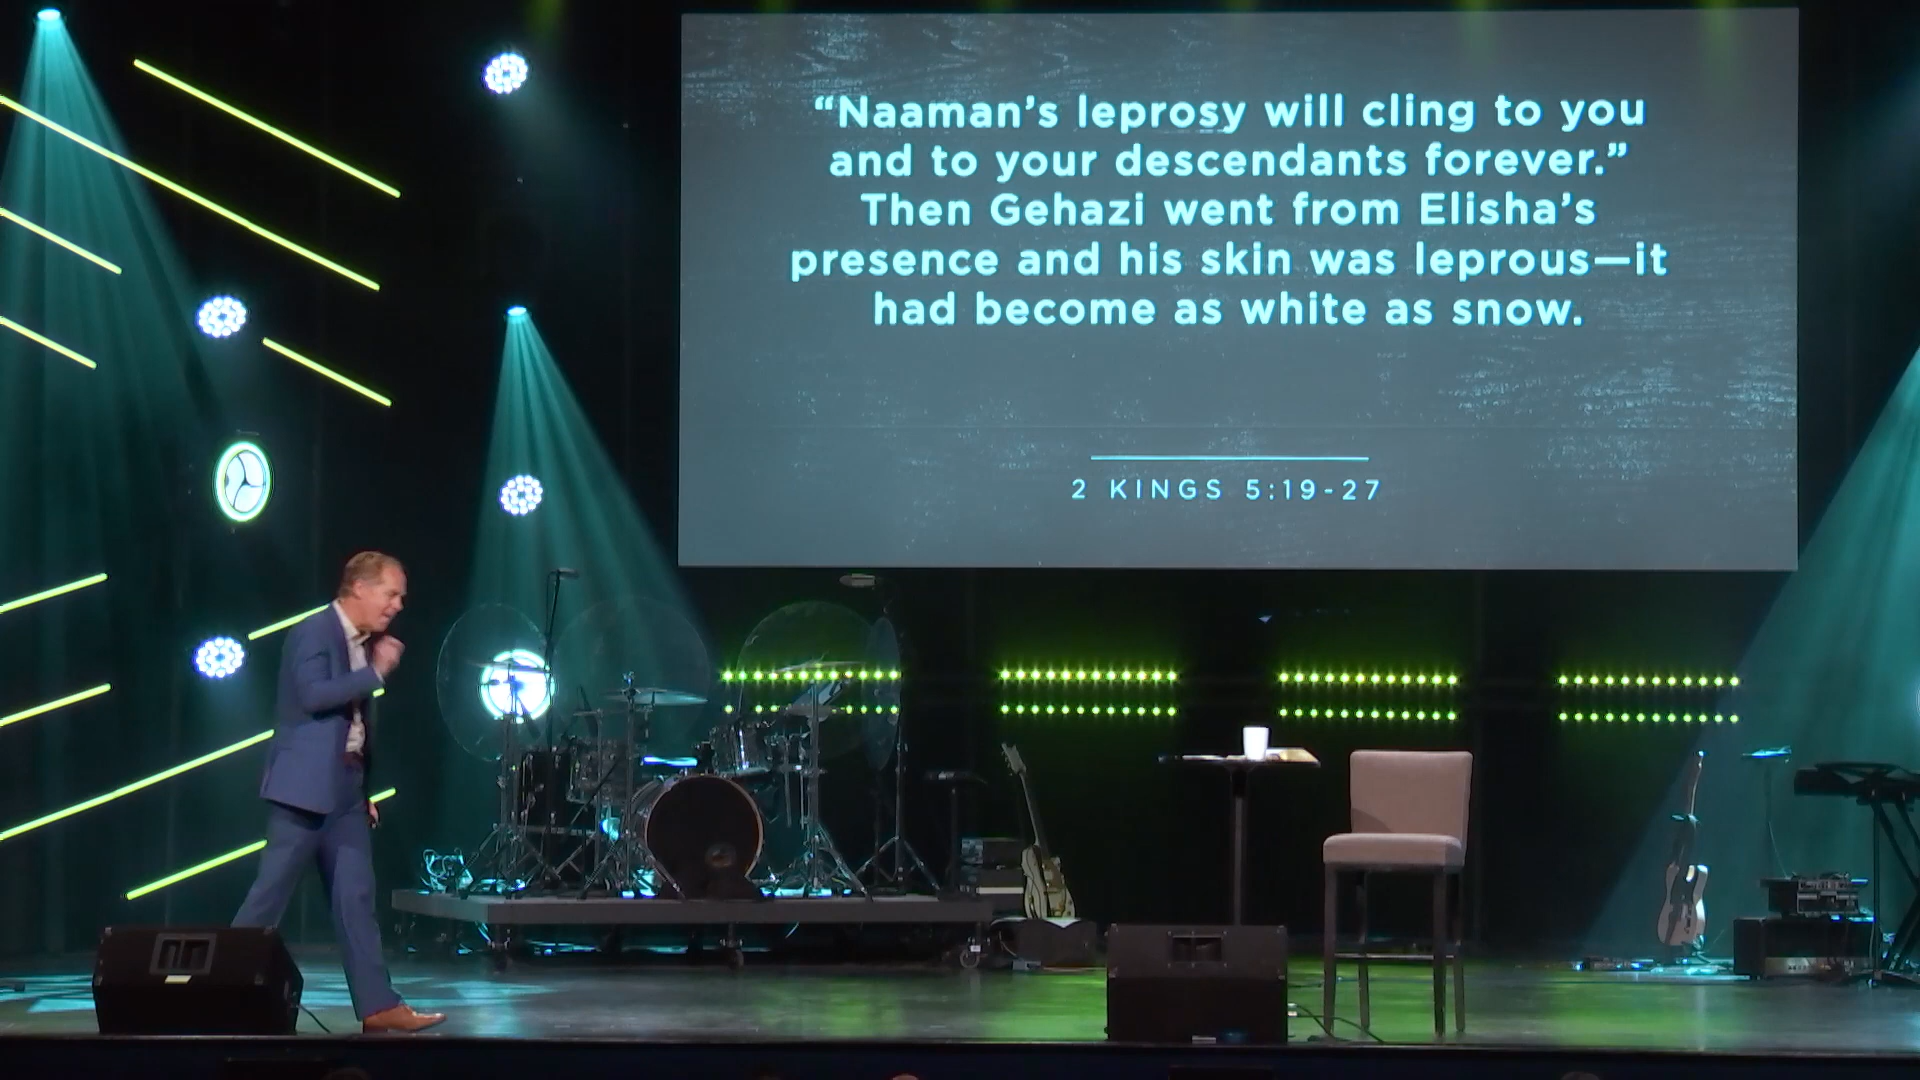 “Naaman’s leprosy will cling to you
and to your descendants forever.”
Then Gehazi went from Elisha’s
presence and his skin was leprous—it
had become as white as snow.
2 KINGS 5:19-27